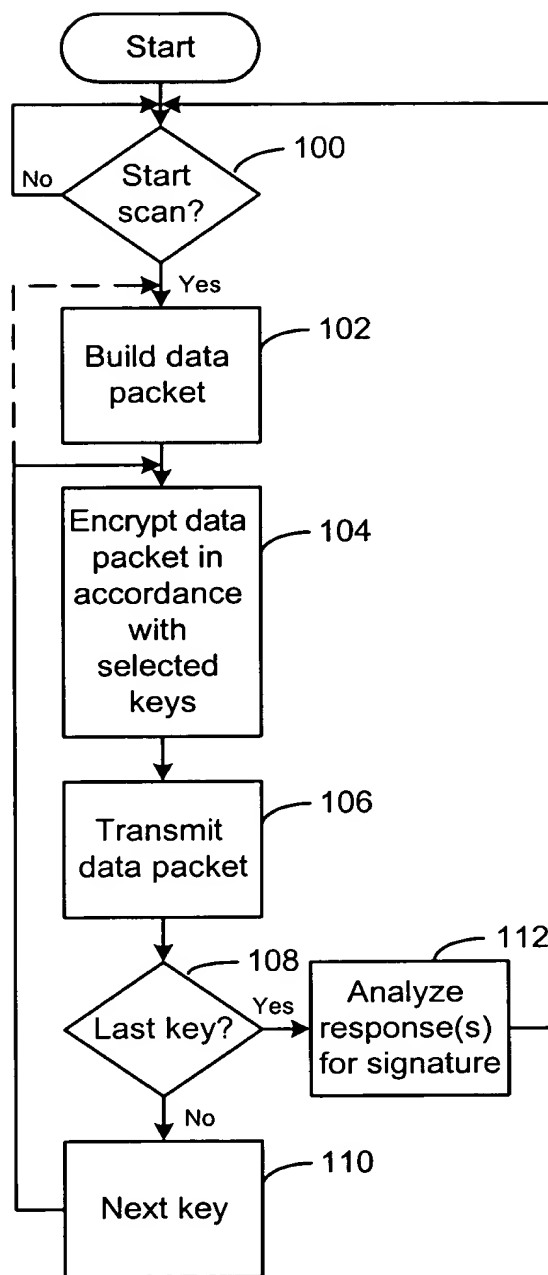 Start
100
Start
scan?
No
Yes
102
Build data
packet
104
Encrypt data
packet in
accordance
with
selected
keys
106
Transmit
data packet
108
Last key?
Yes
112
Analyze
response(s)
for signature
No
110
Next key